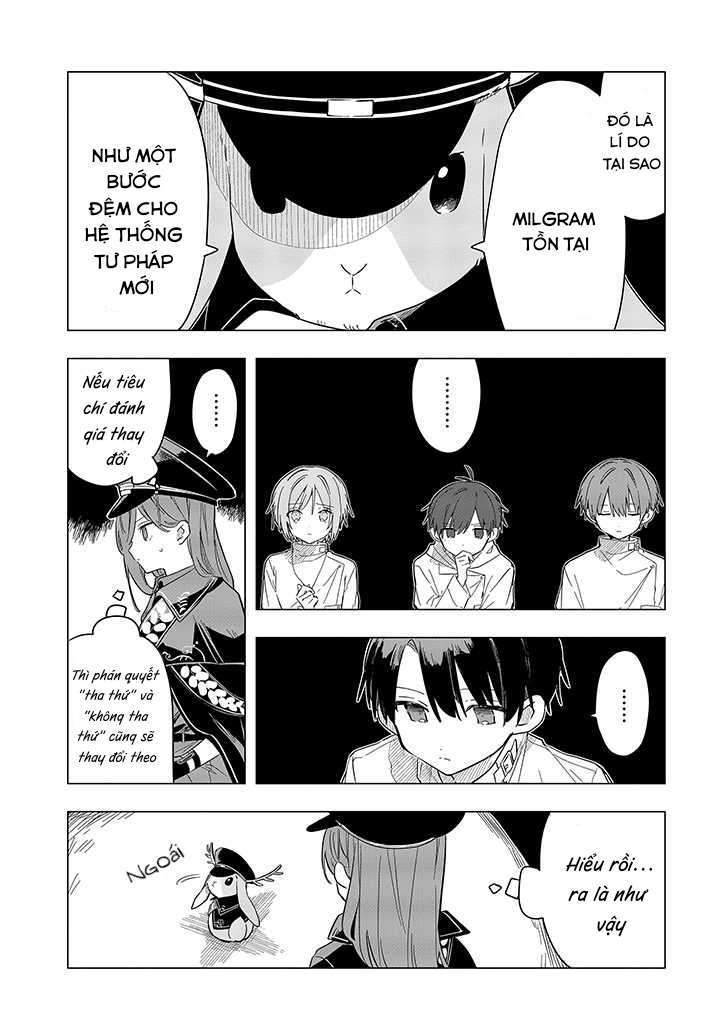 ĐÓ LÀ
LÍ DO
TẠI SAO
MILGRAM
TỒN TẠI
NHƯ MỘT
BƯỚC
ĐỆM CHO
HỆ THỐNG
TƯ PHÁP
MỚI
........
........
Nếu tiêu
chí đánh
giá thay
đổi
........
Thì phán quyết
"tha thứ" và
"không tha
thứ" cũng sẽ
thay đổi theo
Hiểu rồi...
ra là như
vậy
NGOÁI